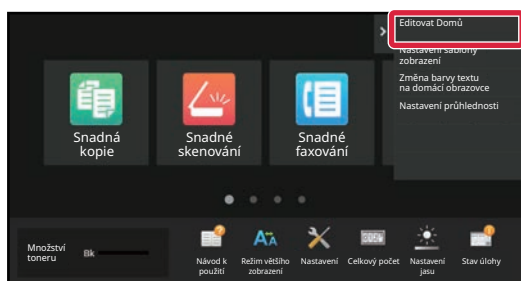 Editovat Domů
Nastavení šablony
zobrazení
Změna barvy textu
na domácí obrazovce
Nastavení průhlednosti
Snadná
kopie
Snadné
skenování
Snadné
faxování
Množství
toneru
Bk
Návod k
použití
Režim většího
zobrazení
Nastavení
Celkový počet
Nastavení
jasu
Stav úlohy